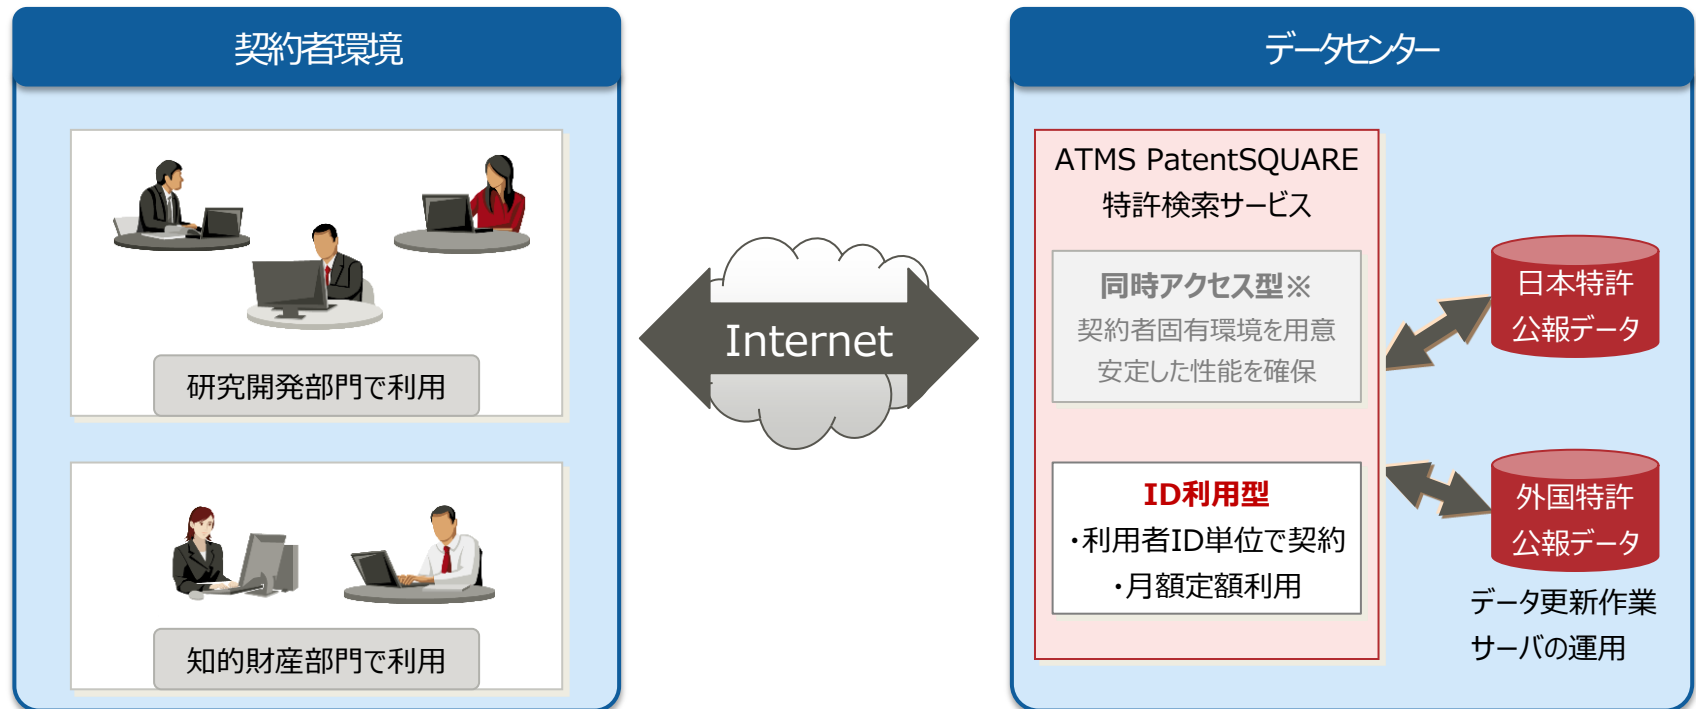 契約者環境
研究開発部門で利用
知的財産部門で利用
Internet
データセンター
ATMS PatentSQUARE
特許検索サービス
同時アクセス型※
契約者固有環境を用意
安定した性能を確保
ID利用型
・利用者ID単位で契約
・月額定額利用
日本特許
公報データ
外国特許
公報データ
データ更新作業
サーバの運用